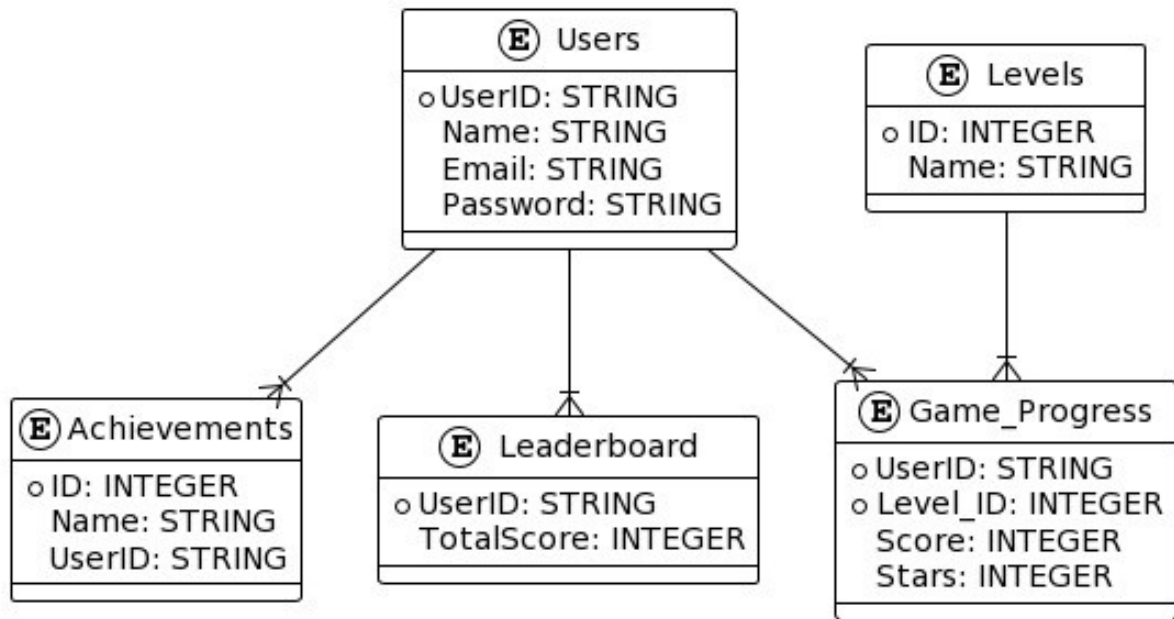 E Users
UserID: STRING
Name: STRING
Email: STRING
Password: STRING
E Levels
ID: INTEGER
Name: STRING
E Achievements
ID: INTEGER
Name: STRING
UserID: STRING
E Leaderboard
UserID: STRING
TotalScore: INTEGER
E Game_Progress
UserID: STRING
Level_ID: INTEGER
Score: INTEGER
Stars: INTEGER